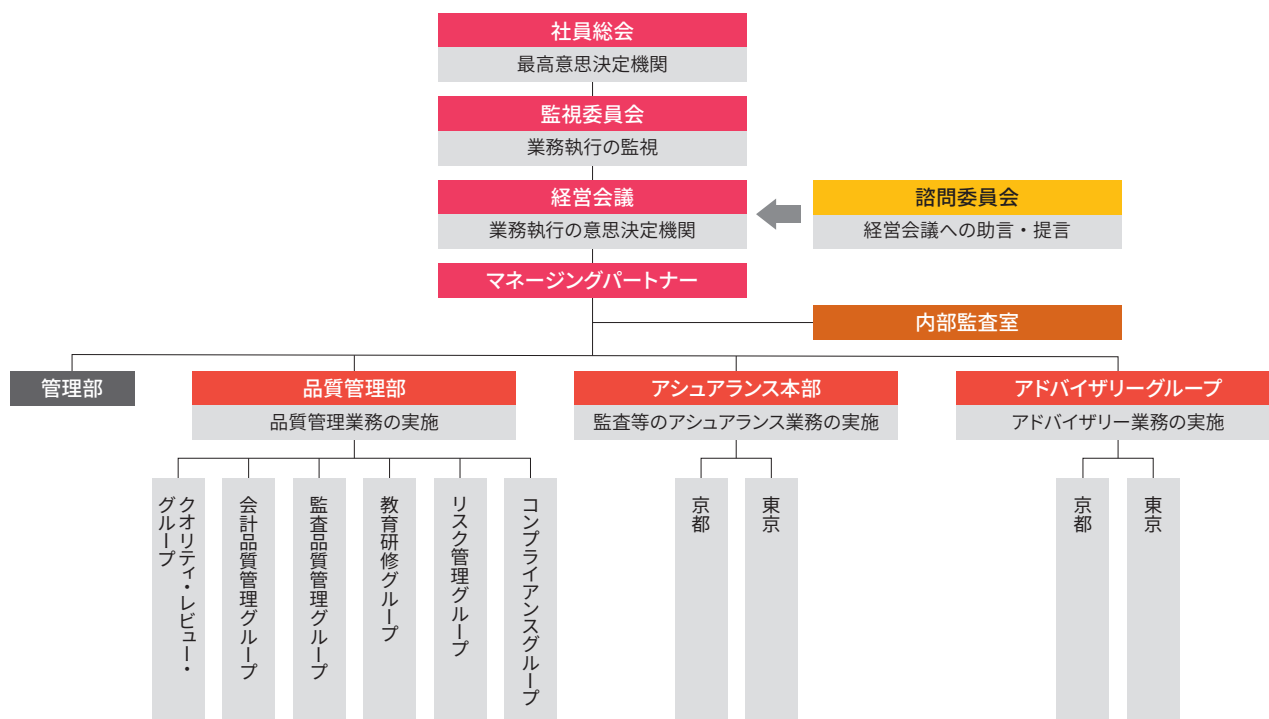 社員総会
最高意思決定機関
監視委員会
業務執行の監視
経営会議
業務執行の意思決定機関
諮問委員会
経営会議への助言・提言
マネージングパートナー
内部監査室
管理部
品質管理部
品質管理業務の実施
アシュアランス本部
監査等のアシュアランス業務の実施
アドバイザリーグループ
アドバイザリー業務の実施
クオリティ・レビュー・
グループ
会計品質管理グループ
監査品質管理グループ
教育研修グループ
リスク管理グループ
コンプライアンスグループ
京都
東京
京都
東京